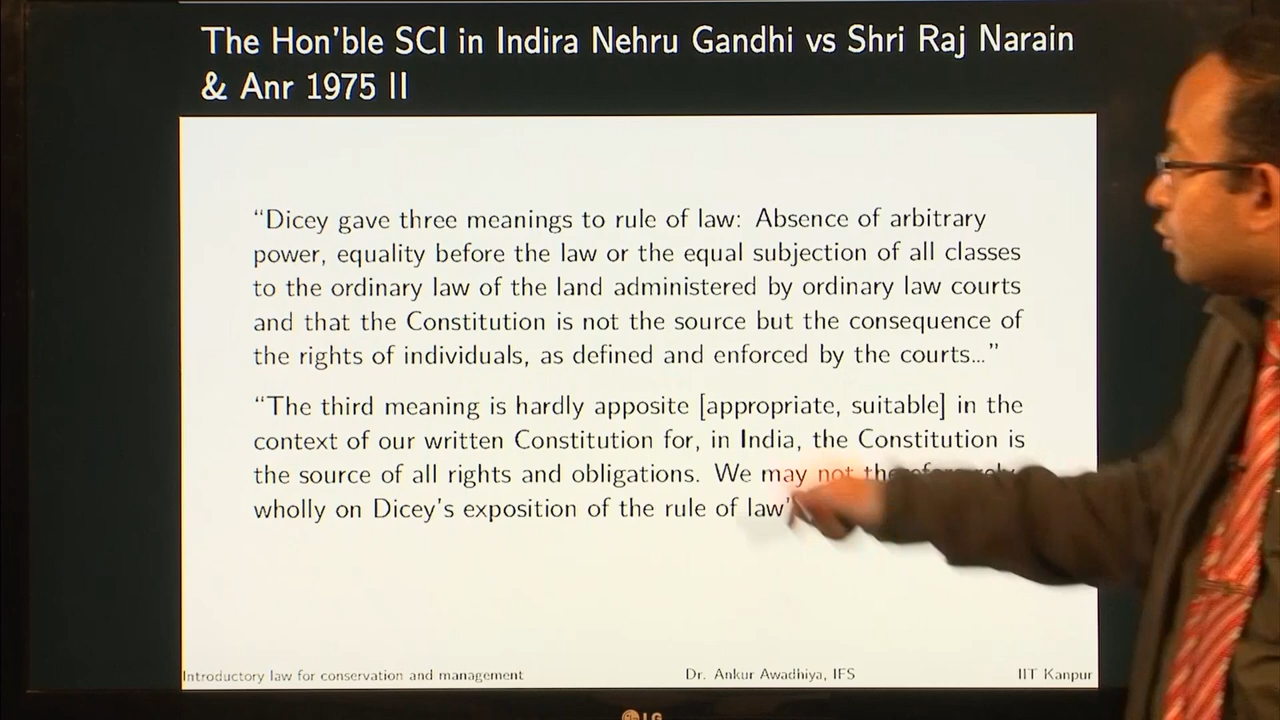 The Hon'ble SCI in Indira Nehru Gandhi vs Shri Raj Narain
& Anr 1975 II
“Dicey gave three meanings to rule of law: Absence of arbitrary
power, equality before the law or the equal subjection of all classes
to the ordinary law of the land administered by ordinary law courts
and that the Constitution is not the source but the consequence of
the rights of individuals, as defined and enforced by the courts...”
“The third meaning is hardly apposite [appropriate, suitable] in the
context of our written Constitution for, in India, the Constitution is
the source of all rights and obligations. We may not therefore rely
wholly on Dicey's exposition of the rule of law”
Introductory law for conservation and management
Dr. Ankur Awadhiya, IFS
IIT Kanpur
LG